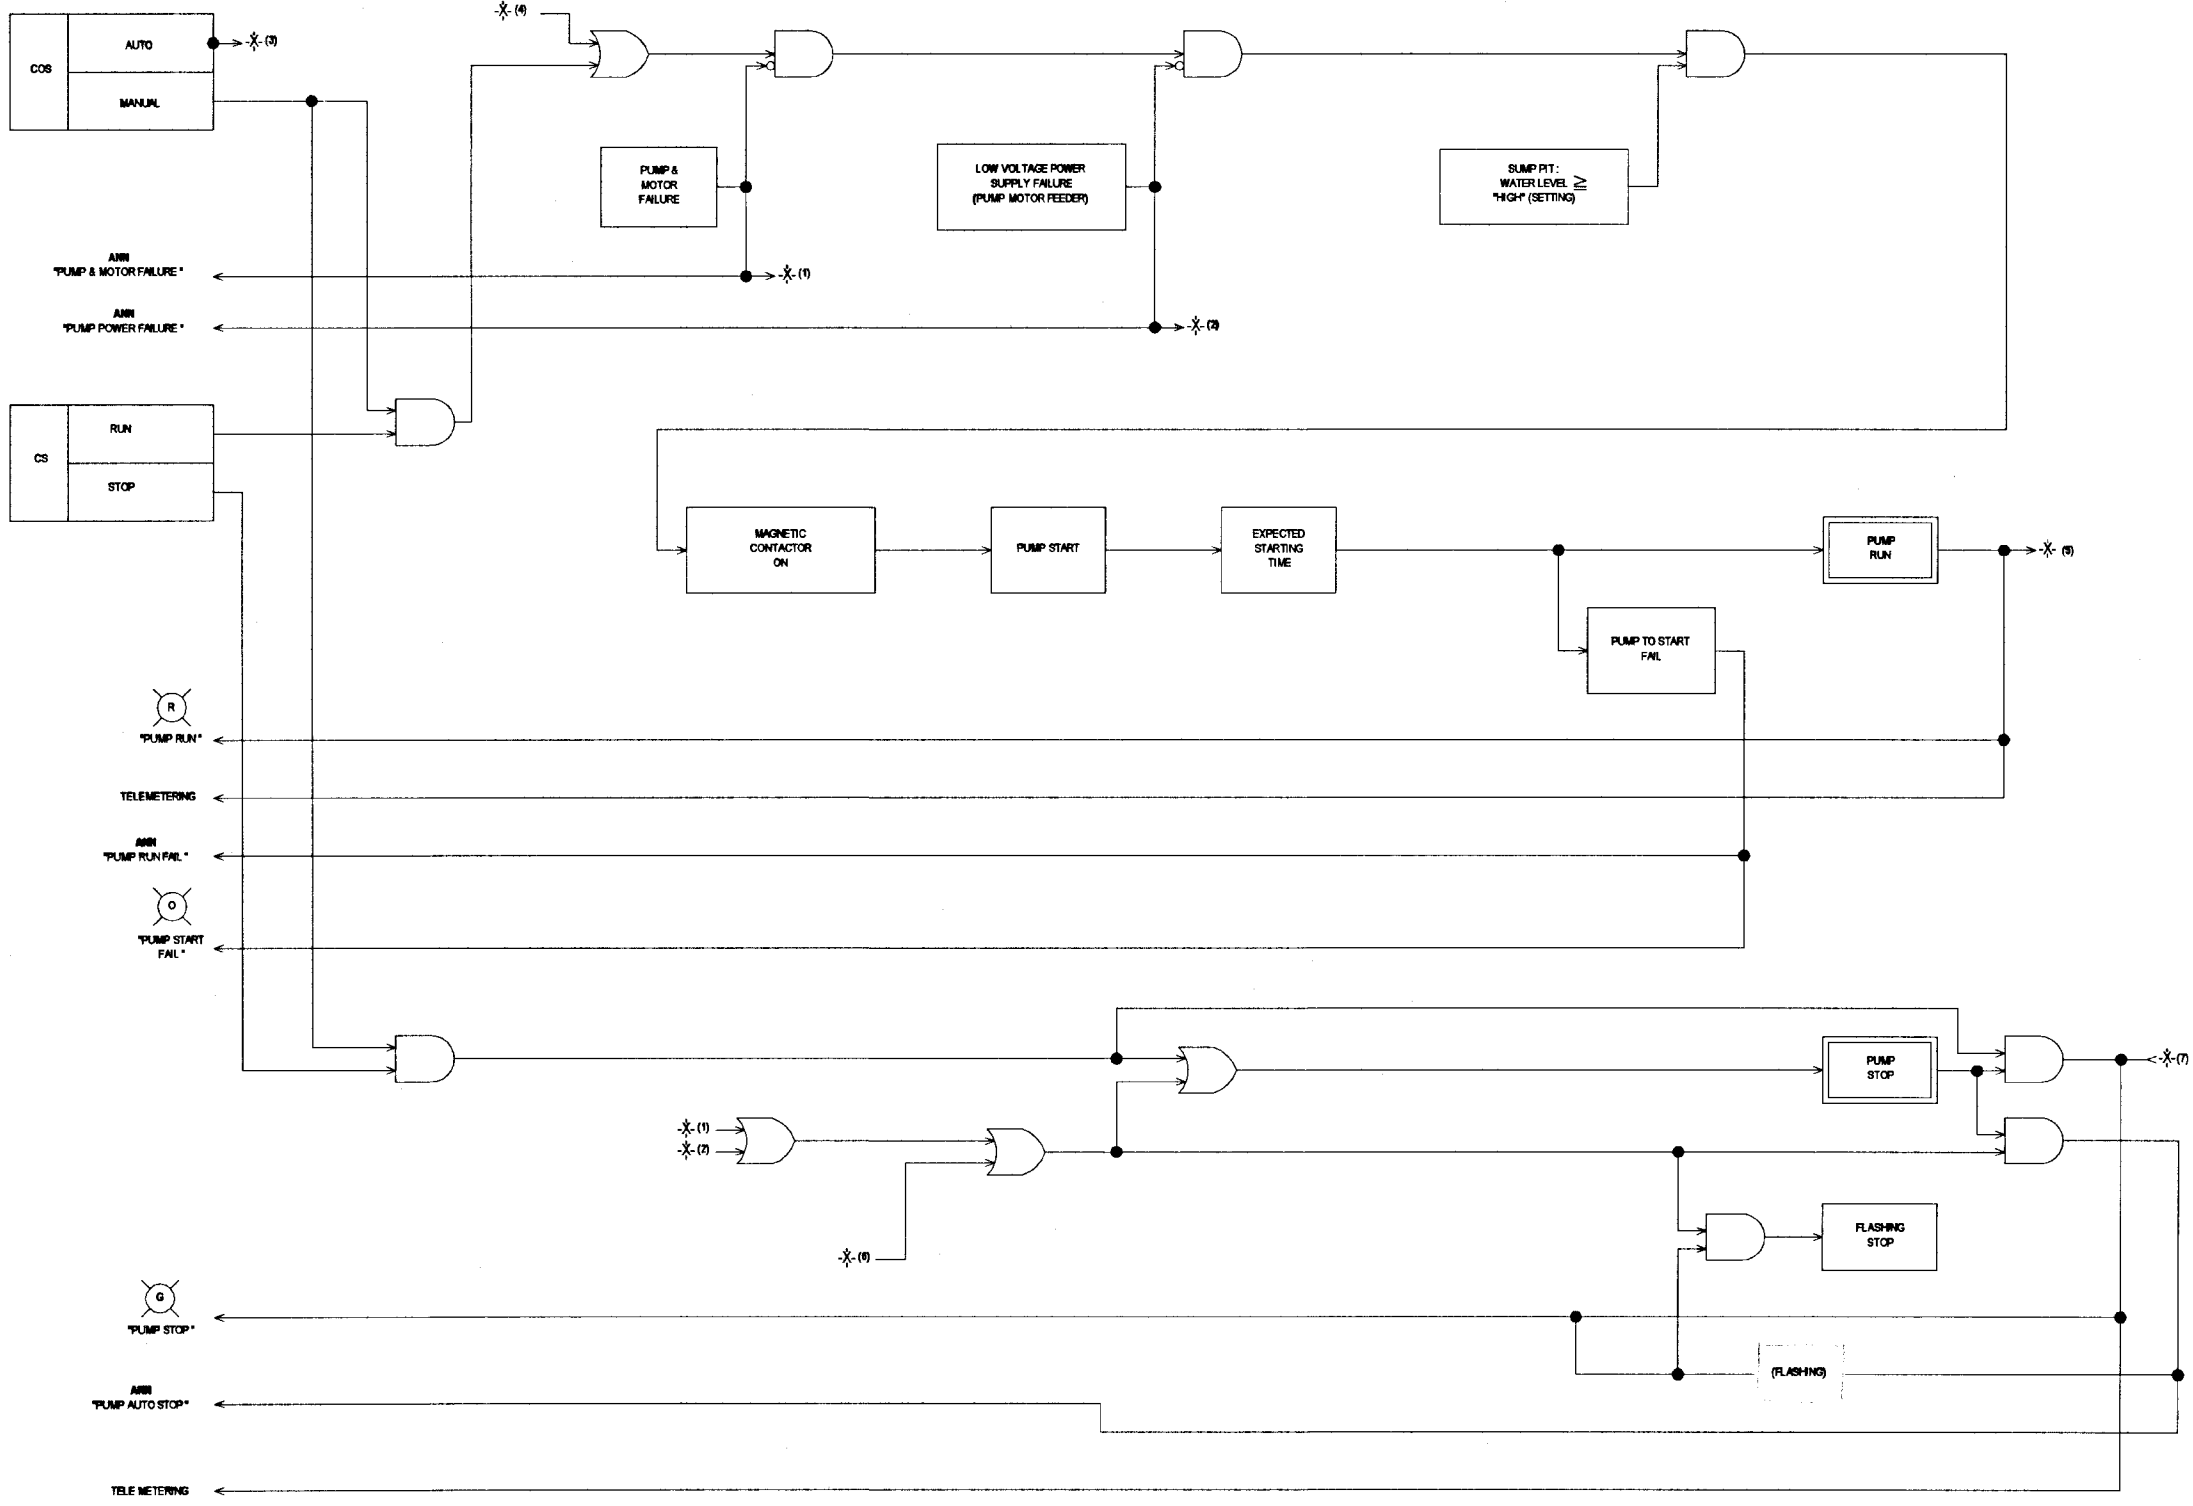 -X- (4)
COS
AUTO
-X- (3)
MANUAL
PUMP &
MOTOR
FAILURE
LOW VOLTAGE POWER
SUPPLY FAILURE
(PUMP MOTOR FEEDER)
SUMP PIT :
WATER LEVEL ≧
"HIGH" (SETTING)
ANN
"PUMP & MOTOR FAILURE "
-X- (1)
ANN
"PUMP POWER FAILURE "
-X- (2)
CS
RUN
STOP
MAGNETIC
CONTACTOR
ON
PUMP START
EXPECTED
STARTING
TIME
PUMP
RUN
-X- (5)
PUMP TO START
FAIL
R
"PUMP RUN "
TELEMETERING
ANN
"PUMP RUN FAIL "
O
"PUMP START
FAIL "
PUMP
STOP
-X- (7)
-X- (1)
-X- (2)
-X- (6)
FLASHING
STOP
G
"PUMP STOP "
(FLASHING)
ANN
"PUMP AUTO STOP "
TELE METERING